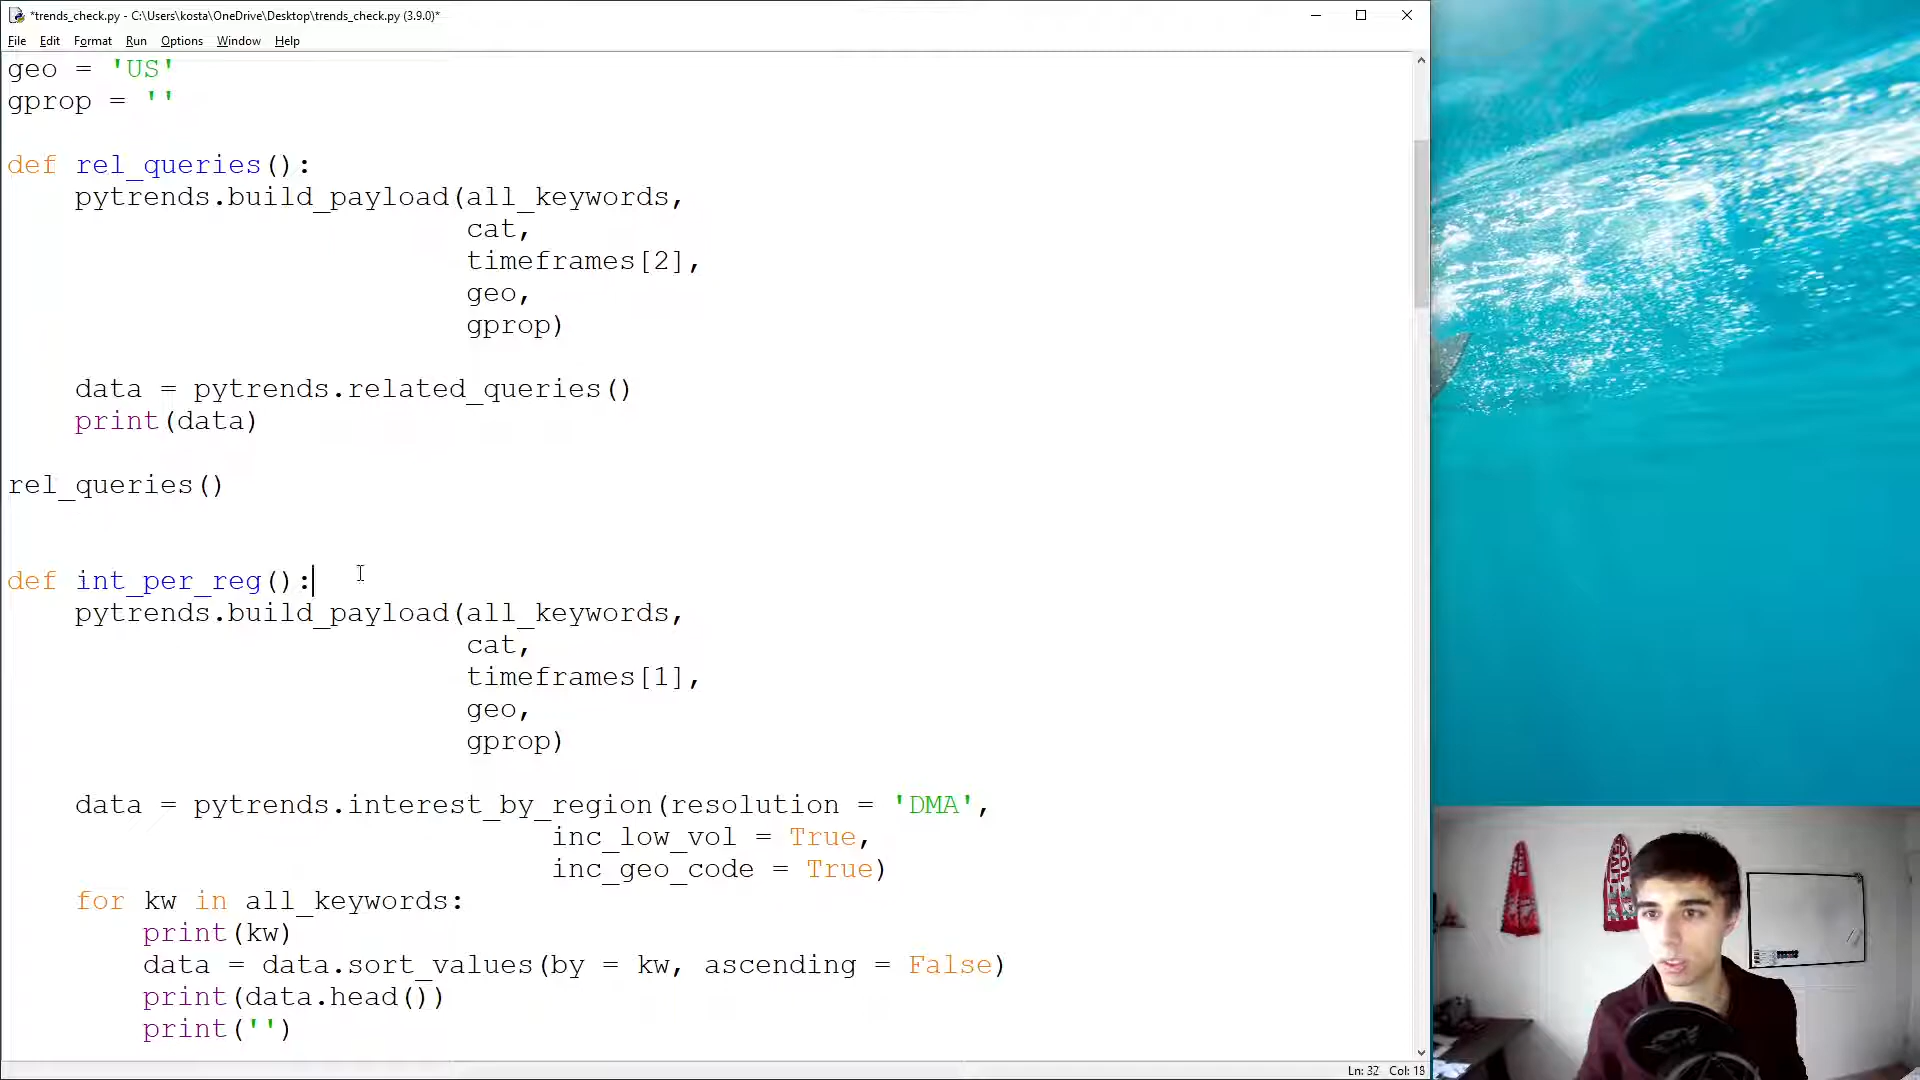 *trends_check.py - C:\Users\kosta\OneDrive\Desktop\trends_check.py (3.9.0)*
File Edit Format Run Options Window Help
geo = 'US'
gprop = ''
def rel_queries():
    pytrends.build_payload(all_keywords,
                           cat,
                           timeframes[2],
                           geo,
                           gprop)
    data = pytrends.related_queries()
    print(data)
rel_queries()
def int_per_reg():
    pytrends.build_payload(all_keywords,
                           cat,
                           timeframes[1],
                           geo,
                           gprop)
    data = pytrends.interest_by_region(resolution = 'DMA',
                                inc_low_vol = True,
                                inc_geo_code = True)
    for kw in all_keywords:
        print(kw)
        data = data.sort_values(by = kw, ascending = False)
        print(data.head())
        print('')
Ln: 32 Col: 18